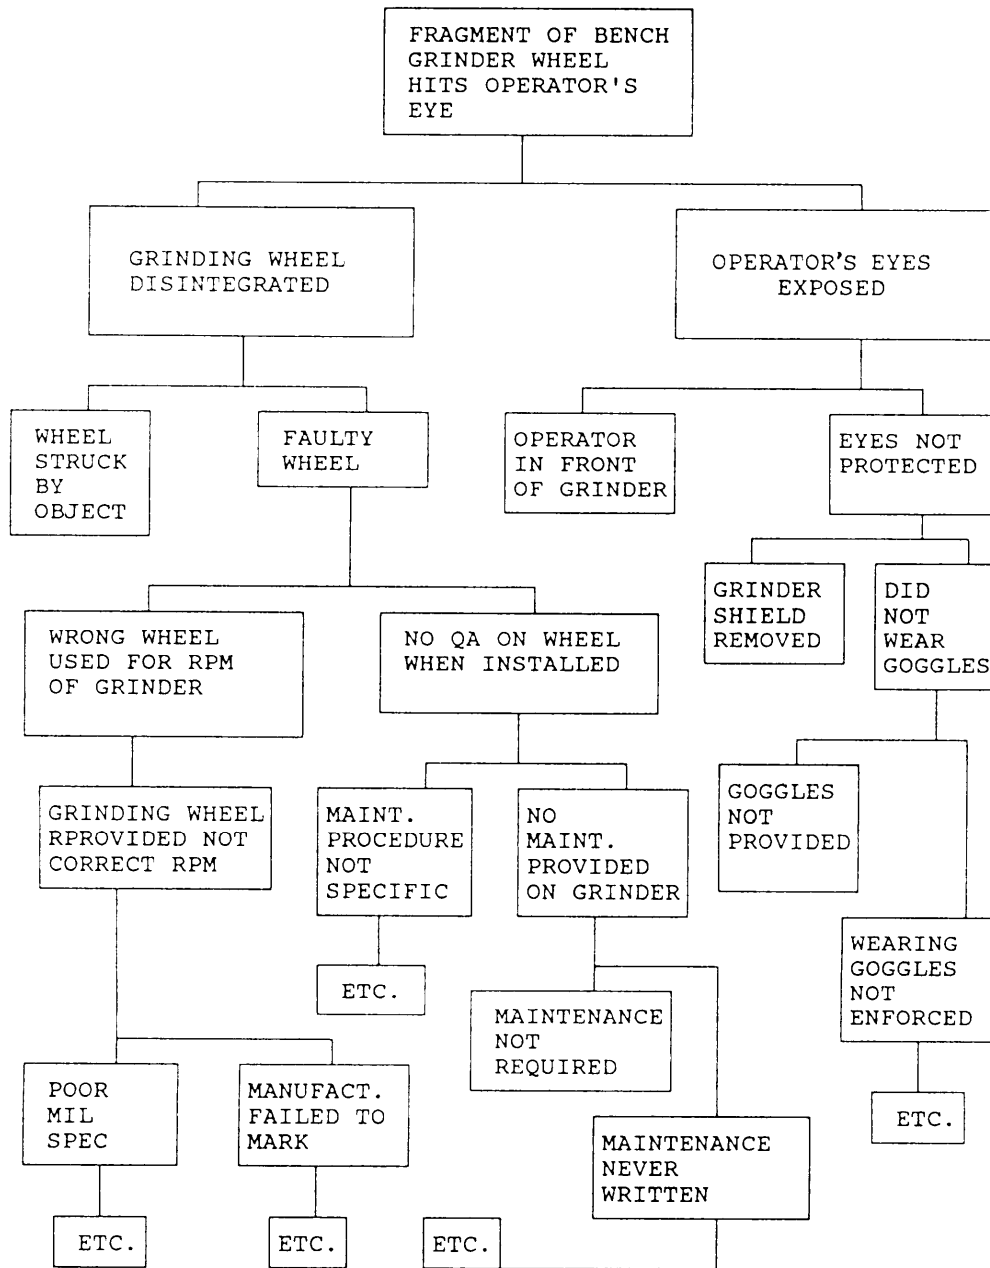 FRAGMENT OF BENCH
GRINDER WHEEL
HITS OPERATOR'S
EYE
GRINDING WHEEL
DISINTEGRATED
OPERATOR'S EYES
EXPOSED
WHEEL
STRUCK
BY
OBJECT
FAULTY
WHEEL
OPERATOR
IN FRONT
OF GRINDER
EYES NOT
PROTECTED
WRONG WHEEL
USED FOR RPM
OF GRINDER
NO QA ON WHEEL
WHEN INSTALLED
GRINDER
SHIELD
REMOVED
DID
NOT
WEAR
GOGGLES
GRINDING WHEEL
RPROVIDED NOT
CORRECT RPM
MAINT.
PROCEDURE
NOT
SPECIFIC
NO
MAINT.
PROVIDED
ON GRINDER
GOGGLES
NOT
PROVIDED
WEARING
GOGGLES
NOT
ENFORCED
ETC.
MAINTENANCE
NOT
REQUIRED
POOR
MIL
SPEC
MANUFACT.
FAILED TO
MARK
MAINTENANCE
NEVER
WRITTEN
ETC.
ETC.
ETC.
ETC.